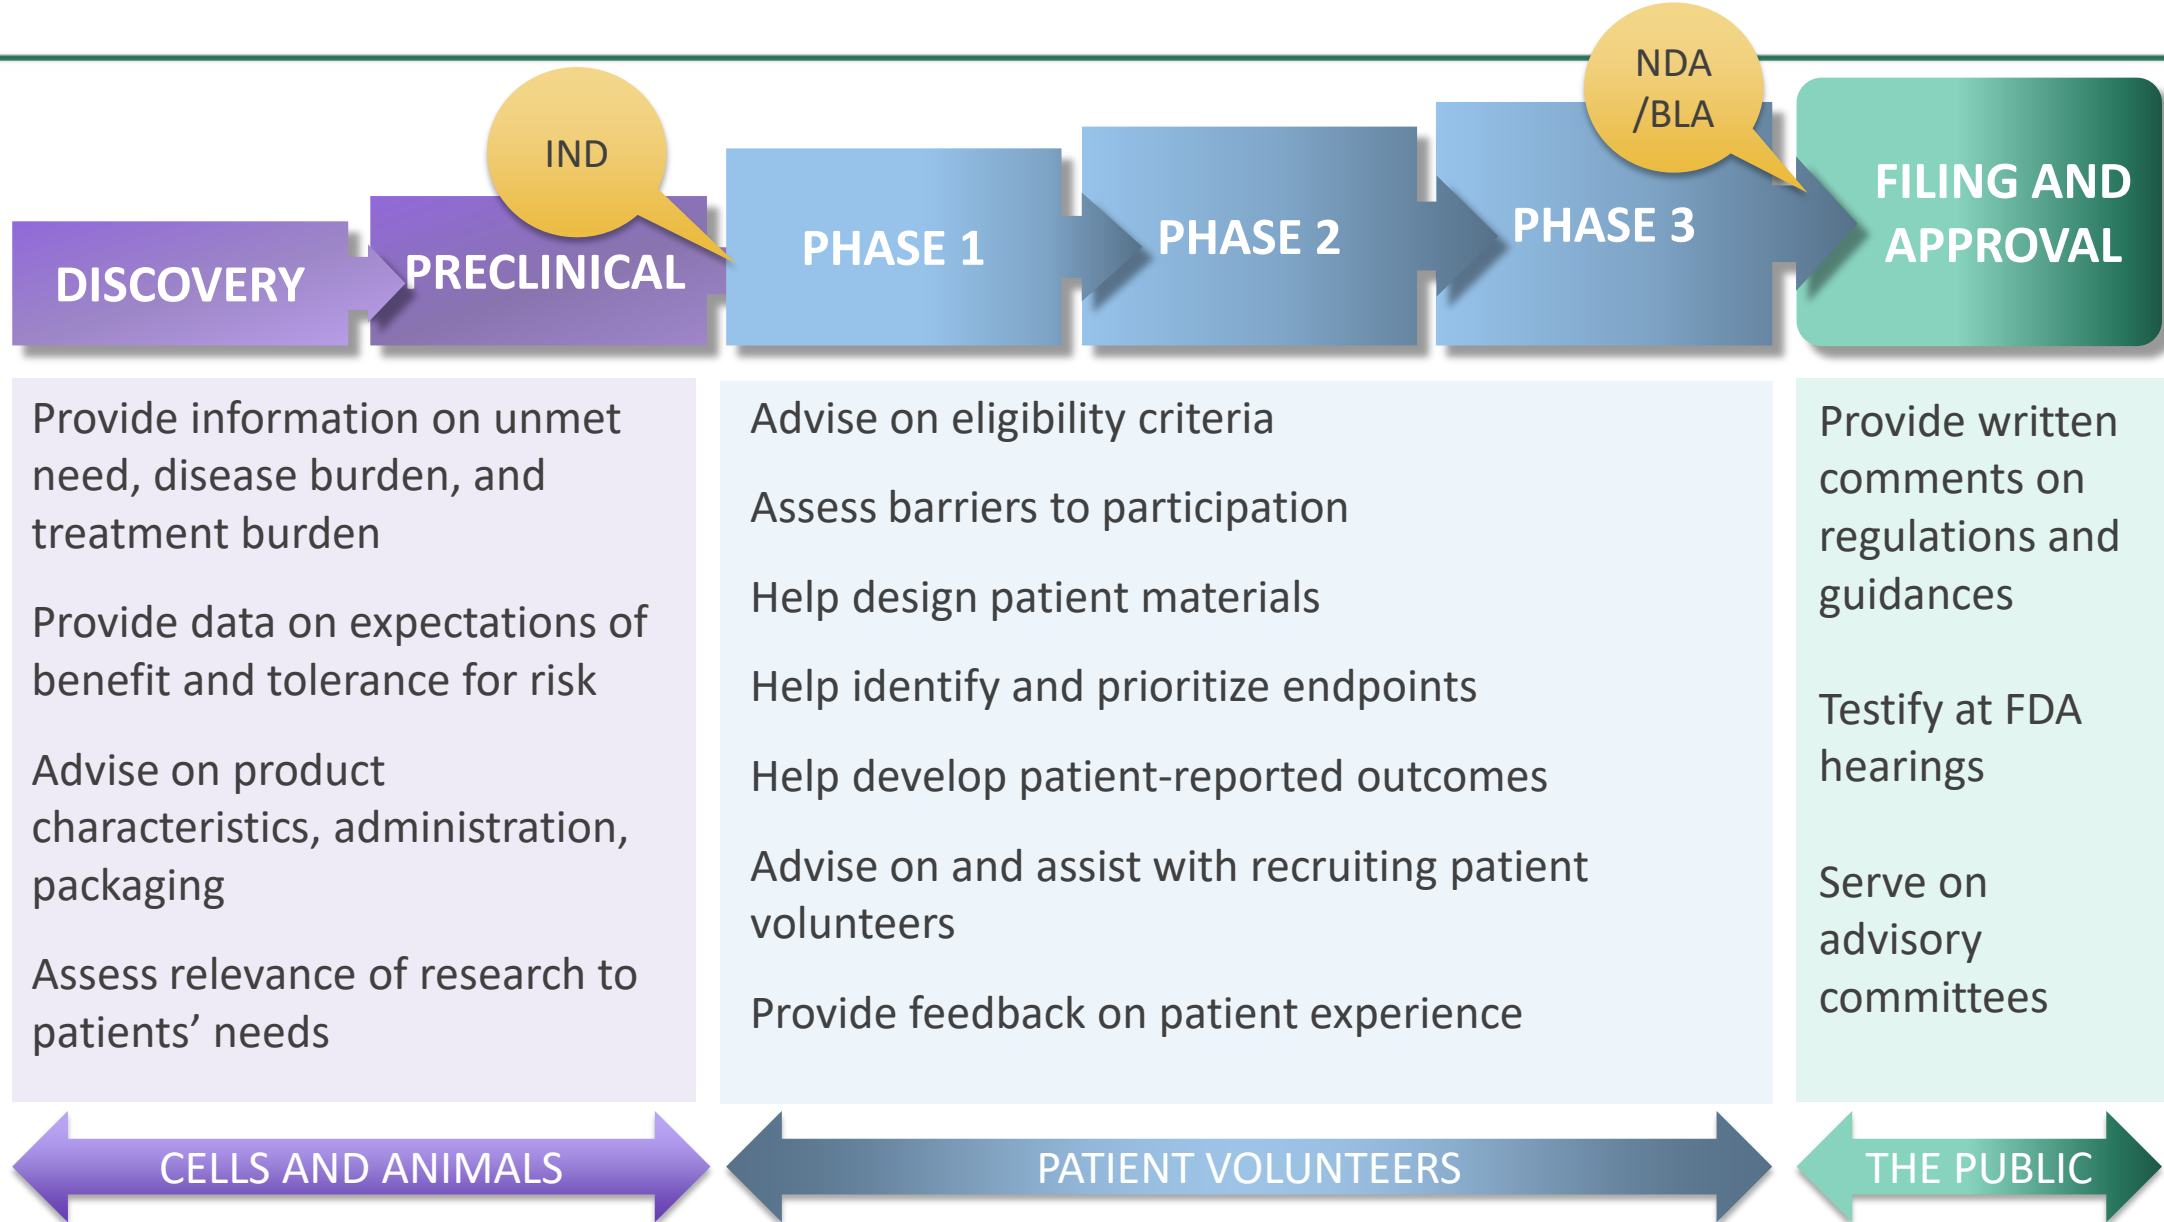 IND
NDA
/BLA
DISCOVERY
PRECLINICAL
PHASE 1
PHASE 2
PHASE 3
FILING AND
APPROVAL
Provide information on unmet
need, disease burden, and
treatment burden
Provide data on expectations of
benefit and tolerance for risk
Advise on product
characteristics, administration,
packaging
Assess relevance of research to
patients’ needs
Advise on eligibility criteria
Assess barriers to participation
Help design patient materials
Help identify and prioritize endpoints
Help develop patient-reported outcomes
Advise on and assist with recruiting patient
volunteers
Provide feedback on patient experience
Provide written
comments on
regulations and
guidances
Testify at FDA
hearings
Serve on
advisory
committees
CELLS AND ANIMALS
PATIENT VOLUNTEERS
THE PUBLIC